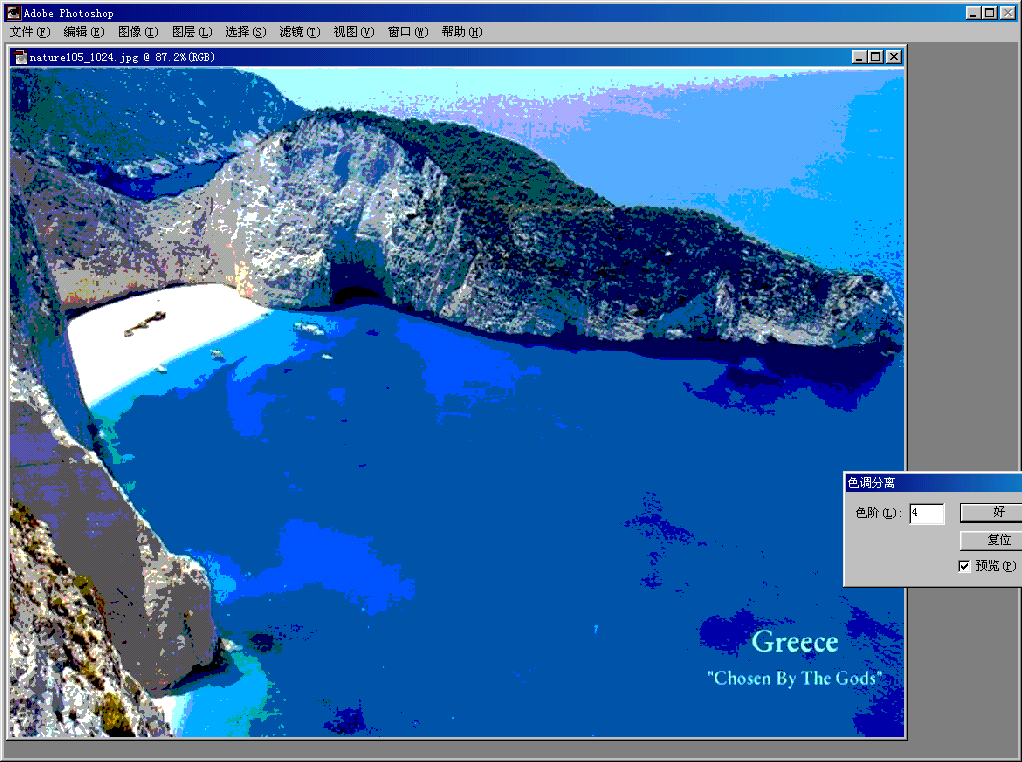 Adobe Photoshop
文件(F) 编辑(E) 图像(I) 图层(L) 选择(S) 滤镜(T) 视图(V) 窗口(W) 帮助(H)
nature105_1024.jpg @ 87.2%(RGB)
色调分离
色阶(L): 4 好
复位
预览(P)
Greece
"Chosen By The Gods"